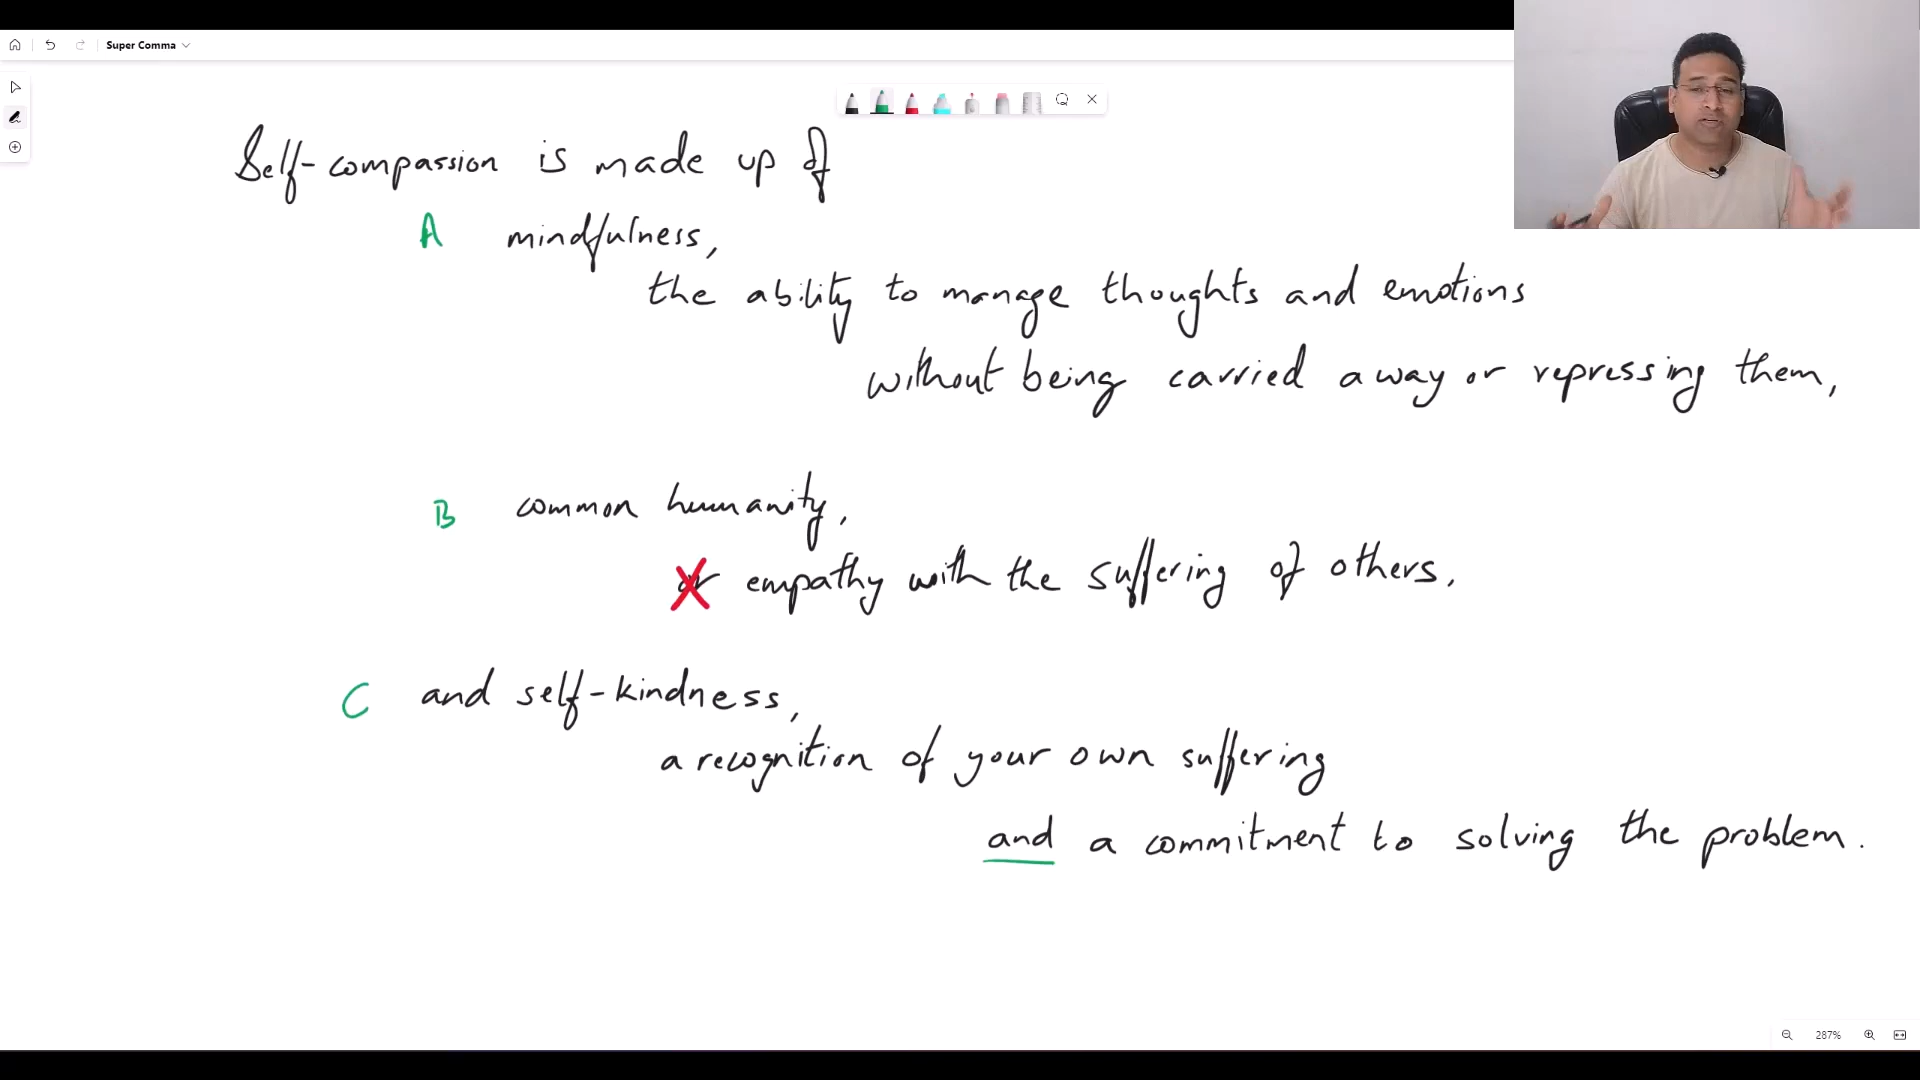 Super Comma
Self-compassion is made up of
A mindfulness,
the ability to manage thoughts and emotions
without being carried away or repressing them,
B common humanity,
or empathy with the suffering of others,
C and self-kindness,
a recognition of your own suffering
and a commitment to solving the problem.
287%